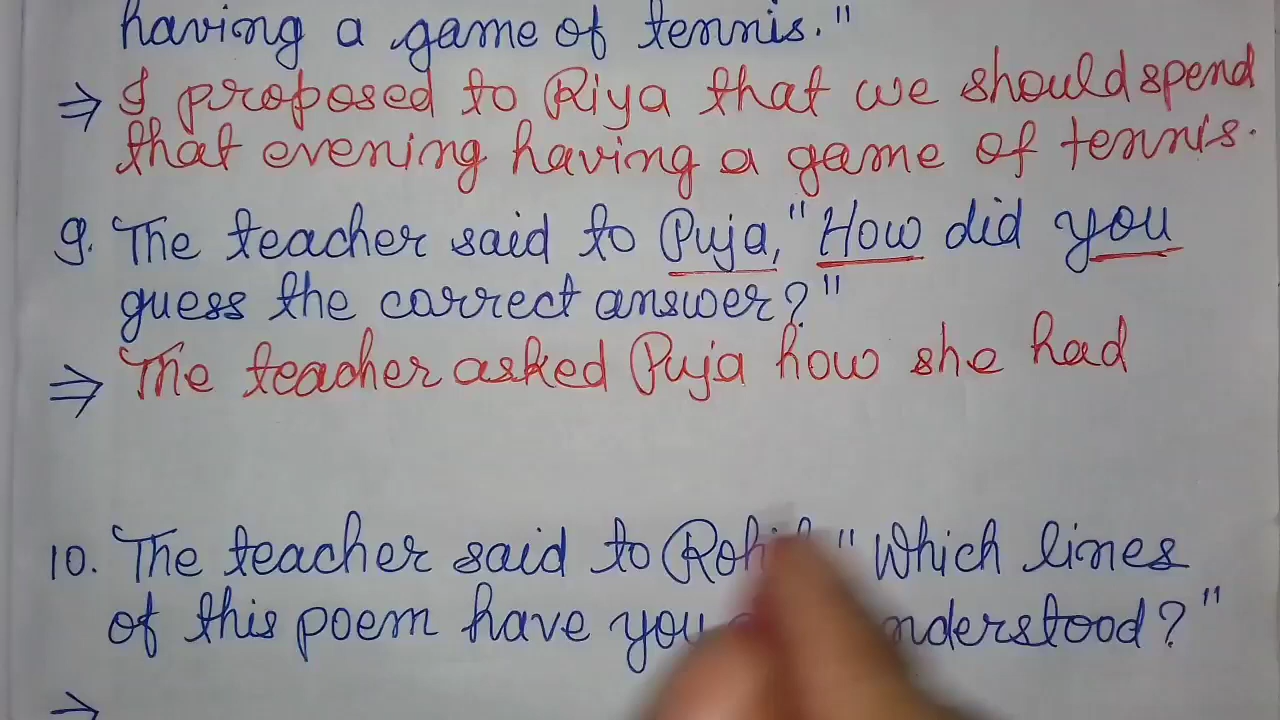 having a game of tennis."
⇒ I proposed to Riya that we should spend
that evening having a game of tennis.
9. The teacher said to Puja, "How did you
guess the correct answer?"
⇒ The teacher asked Puja how she had
10. The teacher said to "Which lines
of this poem have you understood?"
⇒